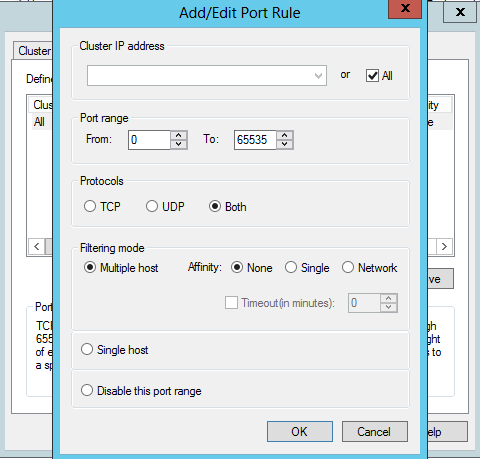 Add/Edit Port Rule
x
x
Cluster
Cluster IP address
or All
Define
Clus
ity
All
Port range
From: 0 To: 65535
Protocols
TCP UDP Both
Filtering mode
Multiple host Affinity: None Single Network
ve
Timeout(in minutes): 0
Port
TCP
gh
655
ght
of e
s to
a sp
Single host
Disable this port range
OK Cancel
elp